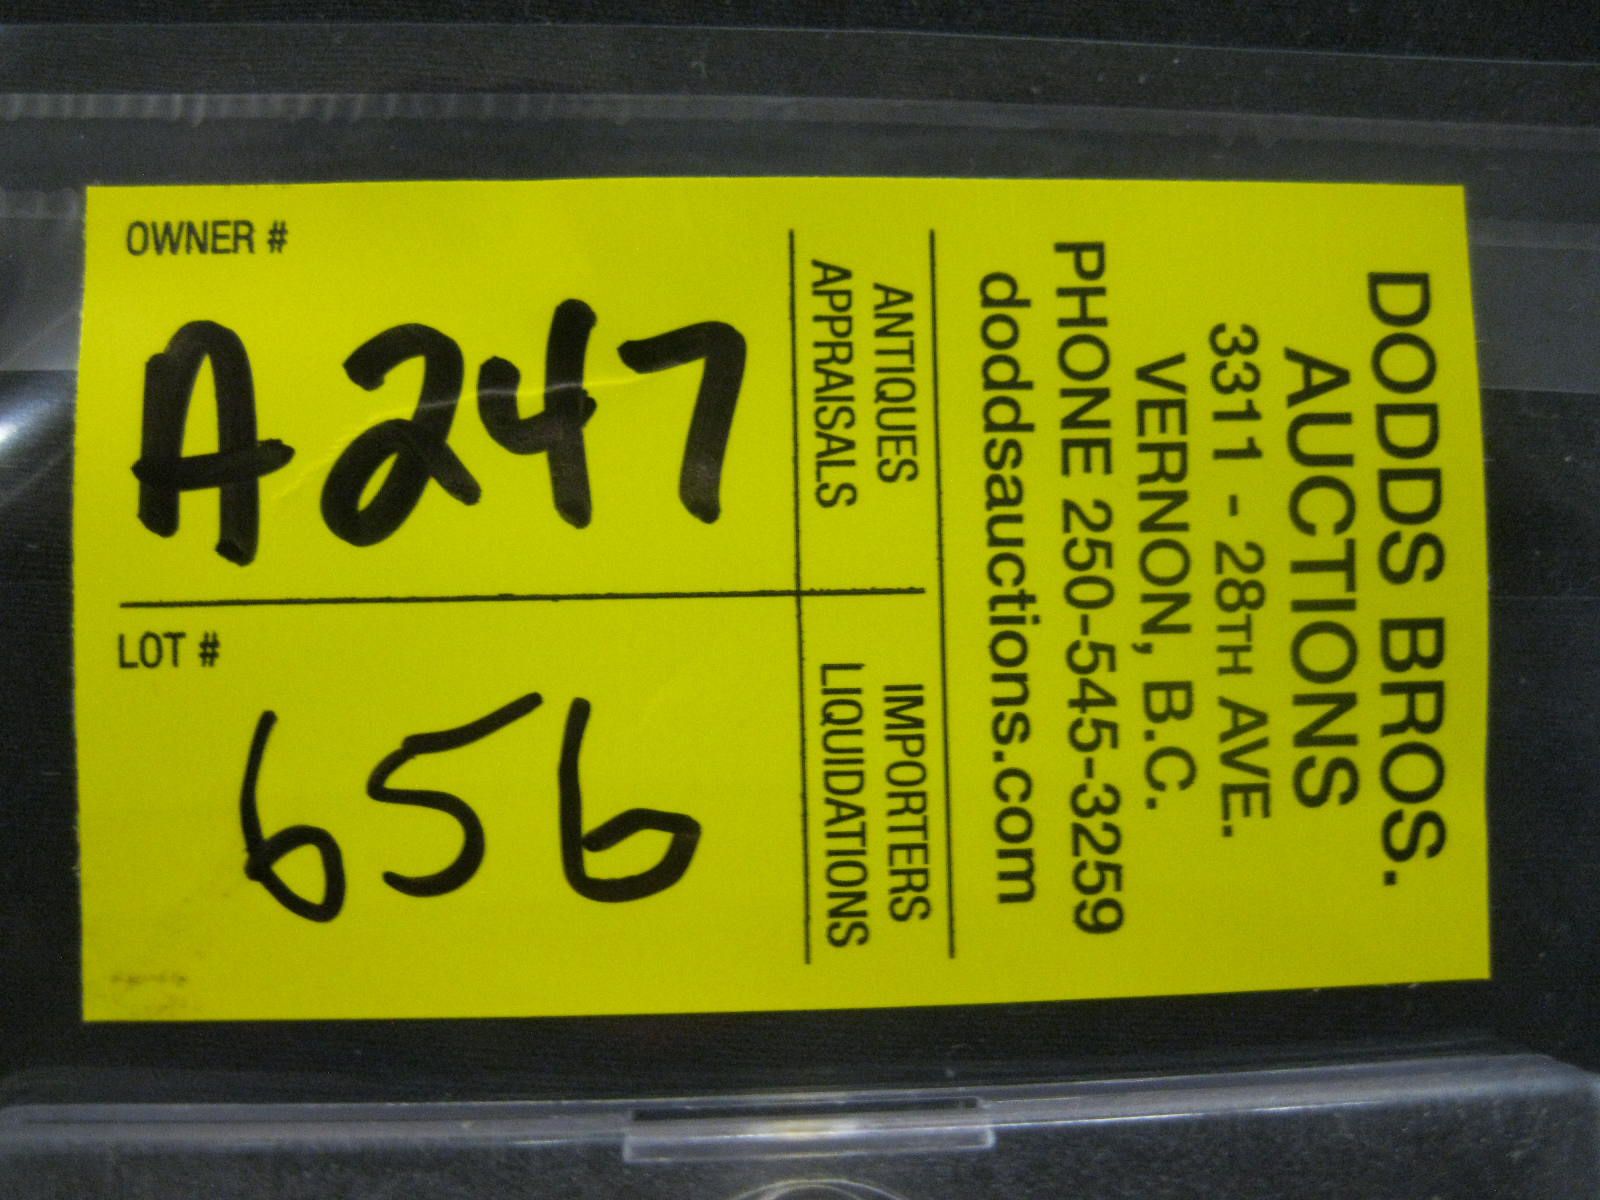 DODDS BROS.
AUCTIONS
3311 - 28TH AVE.
VERNON, B.C.
PHONE 250-545-3259
doddsauctions.com
ANTIQUES
APPRAISALS
IMPORTERS
LIQUIDATIONS
OWNER #
A247
LOT #
656